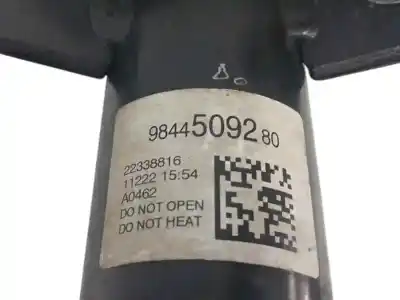 9844509280
22338816
11222 15:54
A0462
DO NOT OPEN
DO NOT HEAT